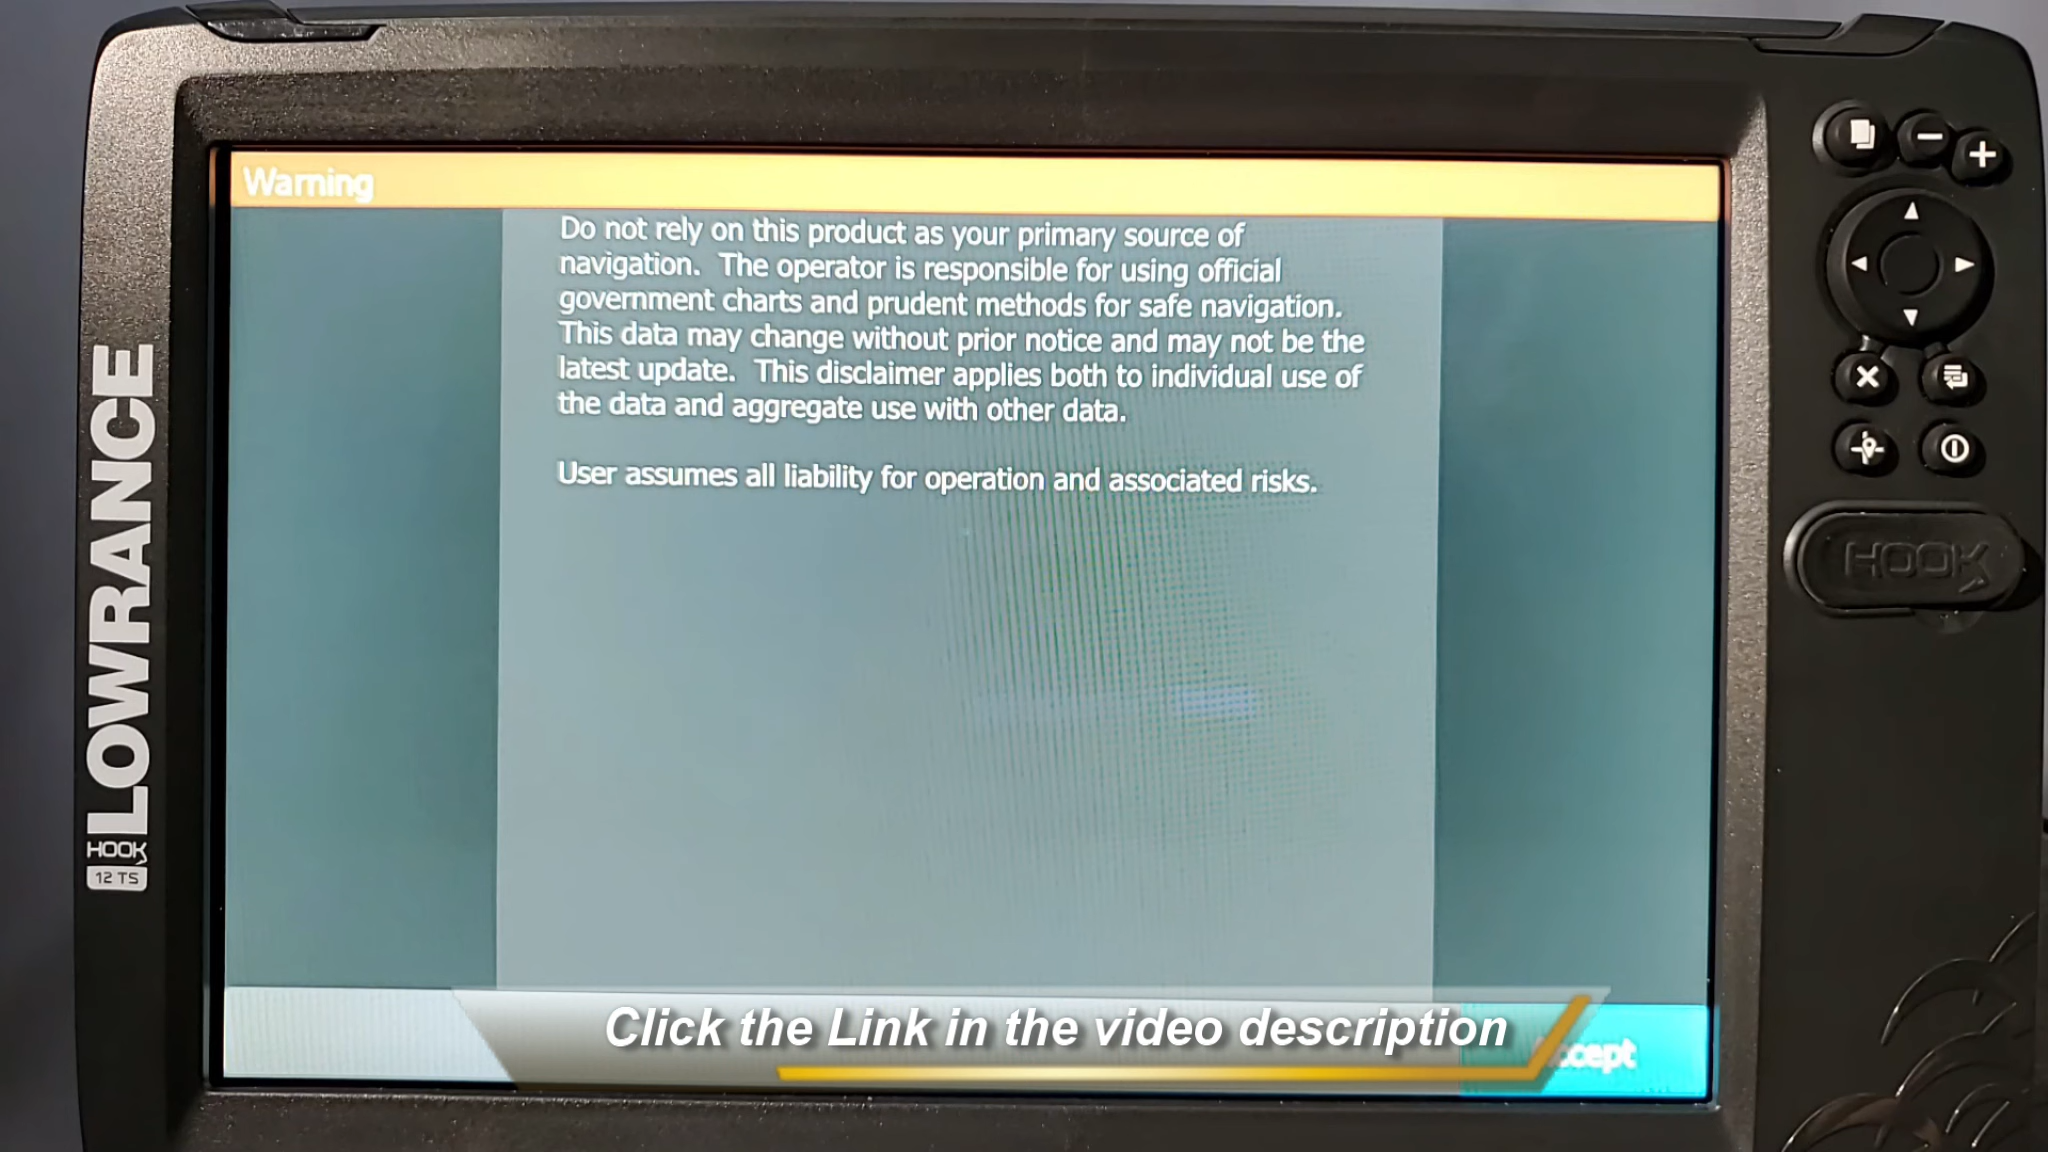 Warning
Do not rely on this product as your primary source of
navigation.  The operator is responsible for using official
government charts and prudent methods for safe navigation.
This data may change without prior notice and may not be the
latest update.  This disclaimer applies both to individual use of
the data and aggregate use with other data.
User assumes all liability for operation and associated risks.
Click the Link in the video description
ccept
LOWRANCE
HOOK
12 TS
HOOK